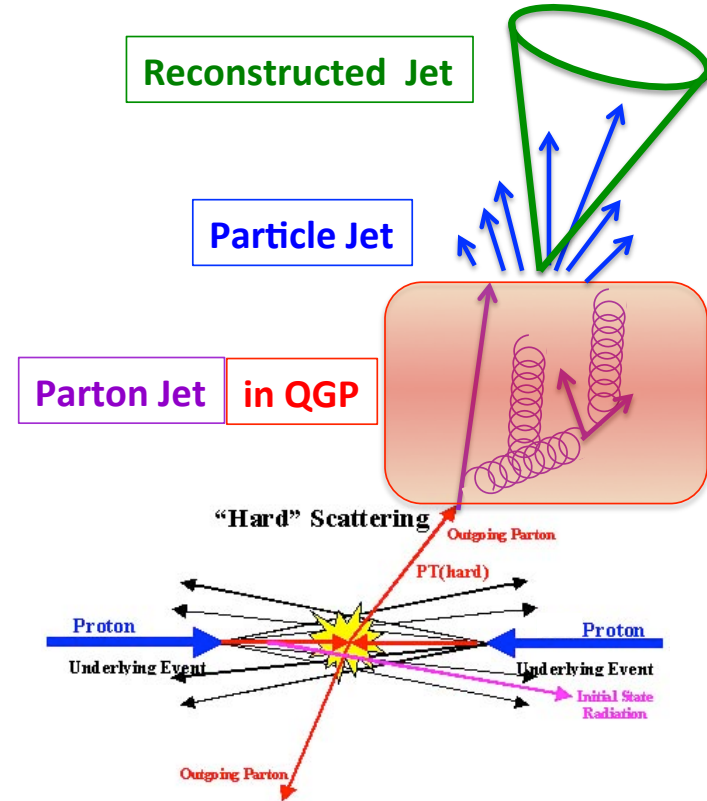 Reconstructed Jet
Particle Jet
Parton Jet
in QGP
“Hard” Scattering
Outgoing Parton
PT(hard)
Proton
Proton
Underlying Event
Underlying Event
Initial State
Radiation
Outgoing Parton